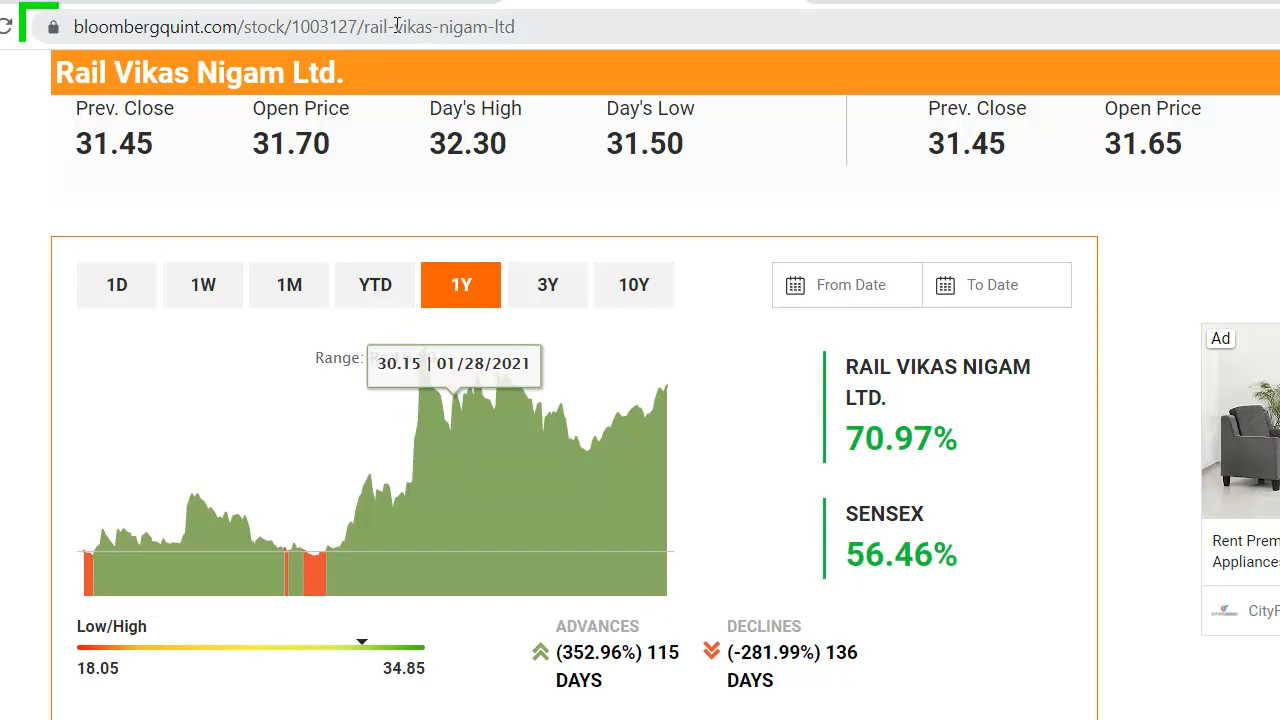 bloombergquint.com/stock/1003127/rail-vikas-nigam-ltd
Rail Vikas Nigam Ltd.
Prev. Close Open Price Day's High Day's Low Prev. Close Open Price
31.45 31.70 32.30 31.50 31.45 31.65
1D 1W 1M YTD 1Y 3Y 10Y From Date To Date
Range:
30.15 | 01/28/2021
RAIL VIKAS NIGAM
LTD.
70.97%
SENSEX
56.46%
Low/High
18.05 34.85
ADVANCES
(352.96%) 115
DAYS
DECLINES
(-281.99%) 136
DAYS
Ad
Rent Prem
Appliance